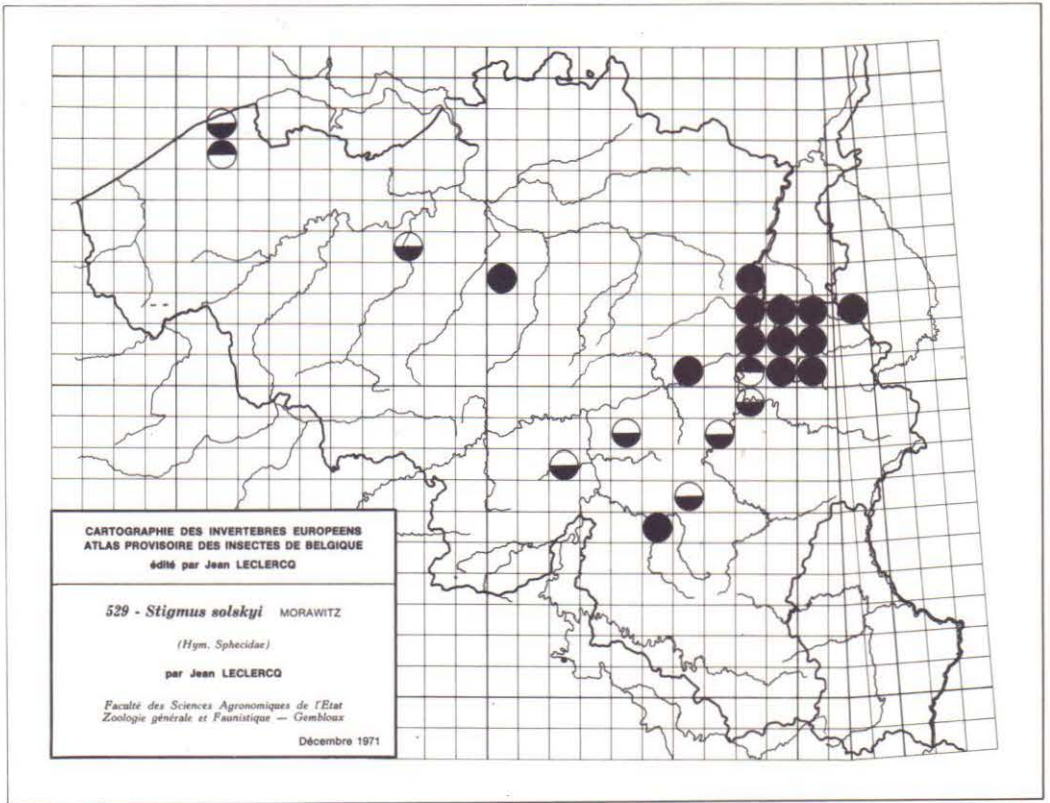 CARTOGRAPHIE DES INVERTEBRES EUROPEENS
ATLAS PROVISOIRE DES INSECTES DE BELGIQUE
édité par Jean LECLERCQ
529 - Stigmus solskyi MORAWITZ
(Hym. Sphecidae)
par Jean LECLERCQ
Faculté des Sciences Agronomiques de l'Etat
Zoologie générale et Faunistique — Gembloux
Décembre 1971